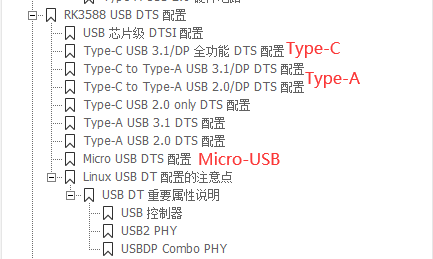 RK3588 USB DTS 配置
USB 芯片级 DTSI 配置
Type-C USB 3.1/DP 全功能 DTS 配置 Type-C
Type-C to Type-A USB 3.1/DP DTS 配置
Type-C to Type-A USB 2.0/DP DTS 配置 Type-A
Type-C USB 2.0 only DTS 配置
Type-A USB 3.1 DTS 配置
Type-A USB 2.0 DTS 配置
Micro USB DTS 配置 Micro-USB
Linux USB DT 配置的注意点
USB DT 重要属性说明
USB 控制器
USB2 PHY
USBDP Combo PHY